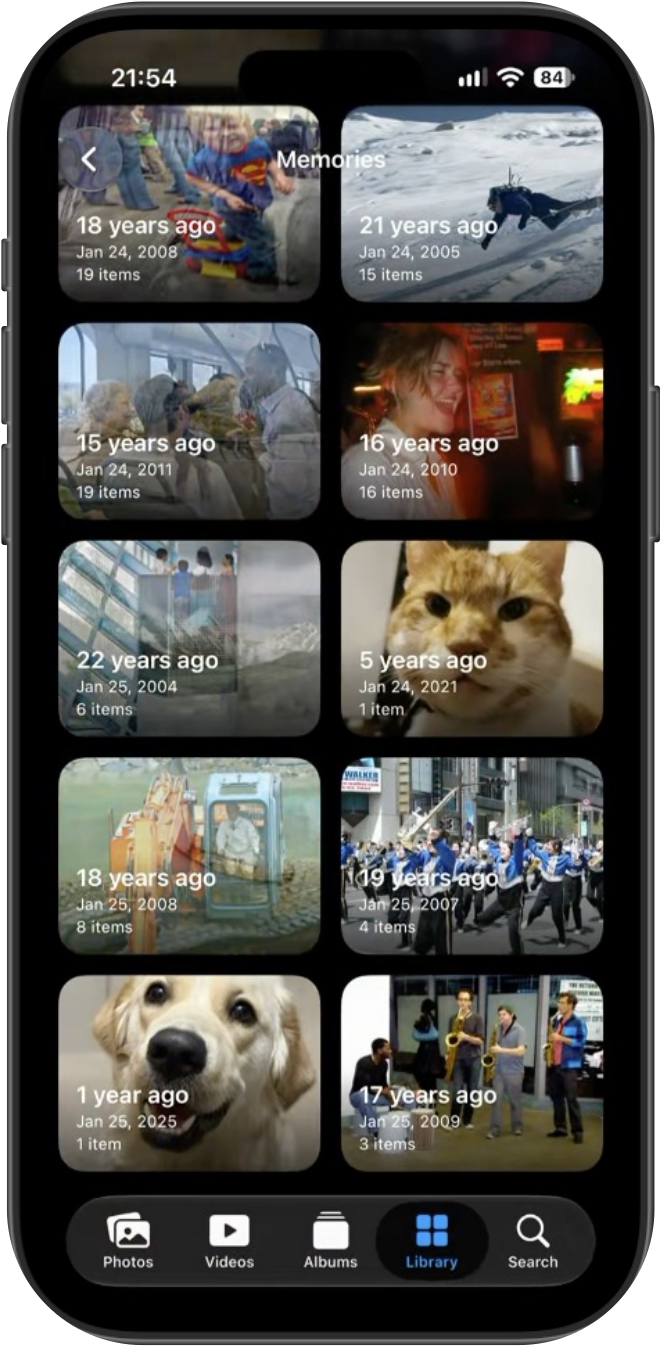 21:54
84
Memories
18 years ago
Jan 24, 2008
19 items
21 years ago
Jan 24, 2005
15 items
15 years ago
Jan 24, 2011
19 items
16 years ago
Jan 24, 2010
16 items
22 years ago
Jan 25, 2004
6 items
5 years ago
Jan 24, 2021
1 item
18 years ago
Jan 25, 2008
8 items
WALKER
19 years ago
Jan 25, 2007
4 items
1 year ago
Jan 25, 2025
1 item
17 years ago
Jan 25, 2009
3 items
Photos
Videos
Albums
Library
Search